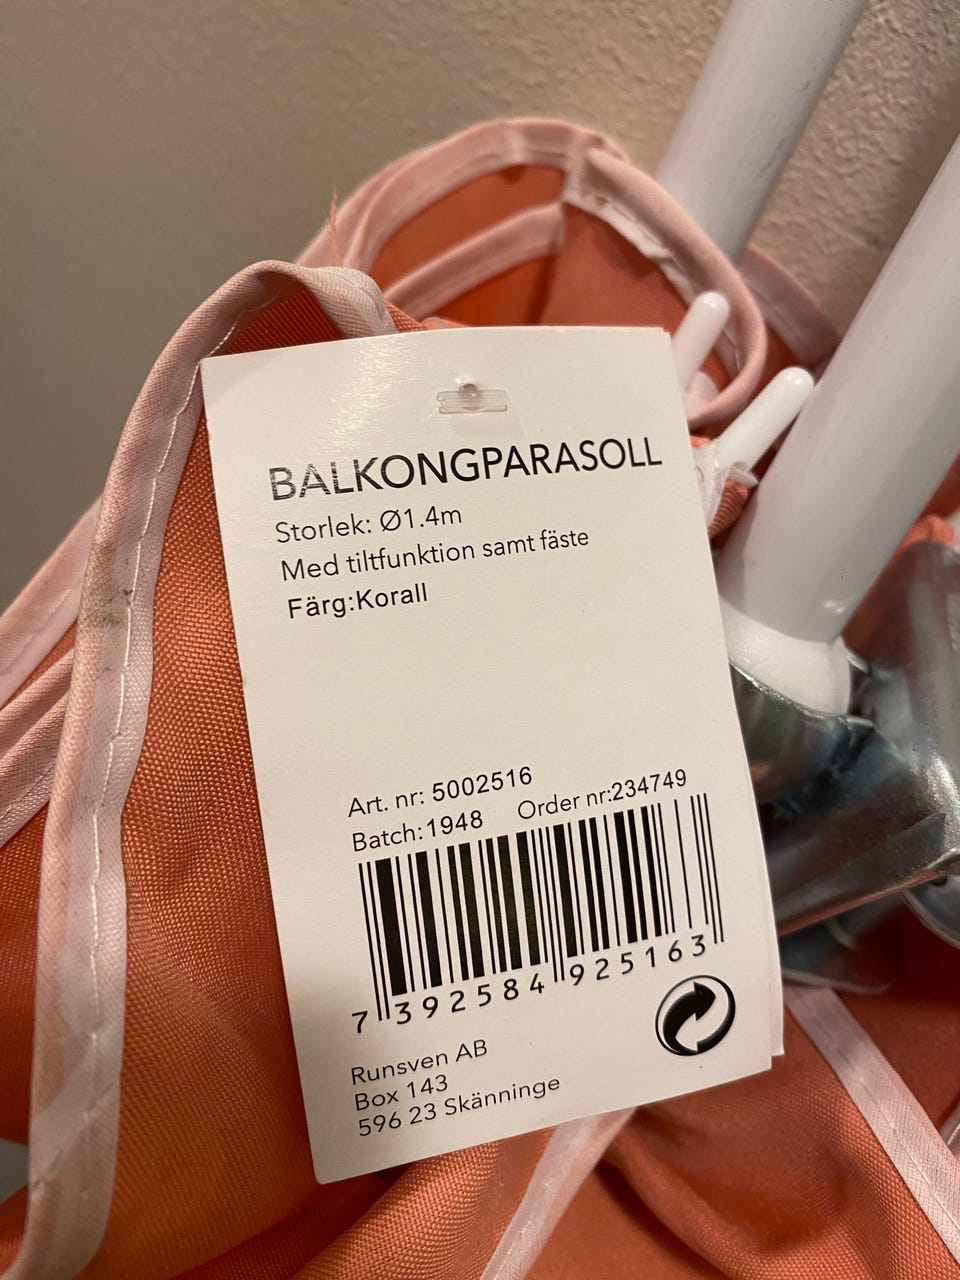 BALKONGPARASOLL
Storlek: Ø1.4m
Med tiltfunktion samt fäste
Färg:Korall
Art. nr: 5002516
Batch:1948 Order nr:234749
7 392584 925163
Runsven AB
Box 143
596 23 Skänninge